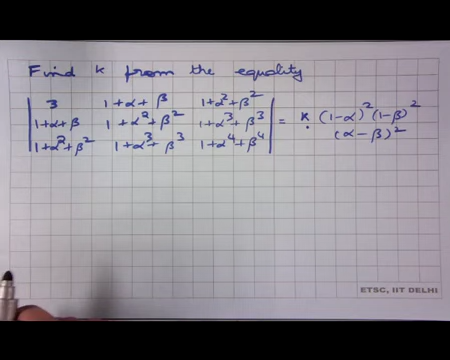 Find k from the equality
| 3 1+α+β 1+α²+β² |
| 1+α+β 1+α²+β² 1+α³+β³ | = K (1-α)² (1-β)²
| 1+α²+β² 1+α³+β³ 1+α⁴+β⁴ | (α-β)²
ETSC, IIT DELHI